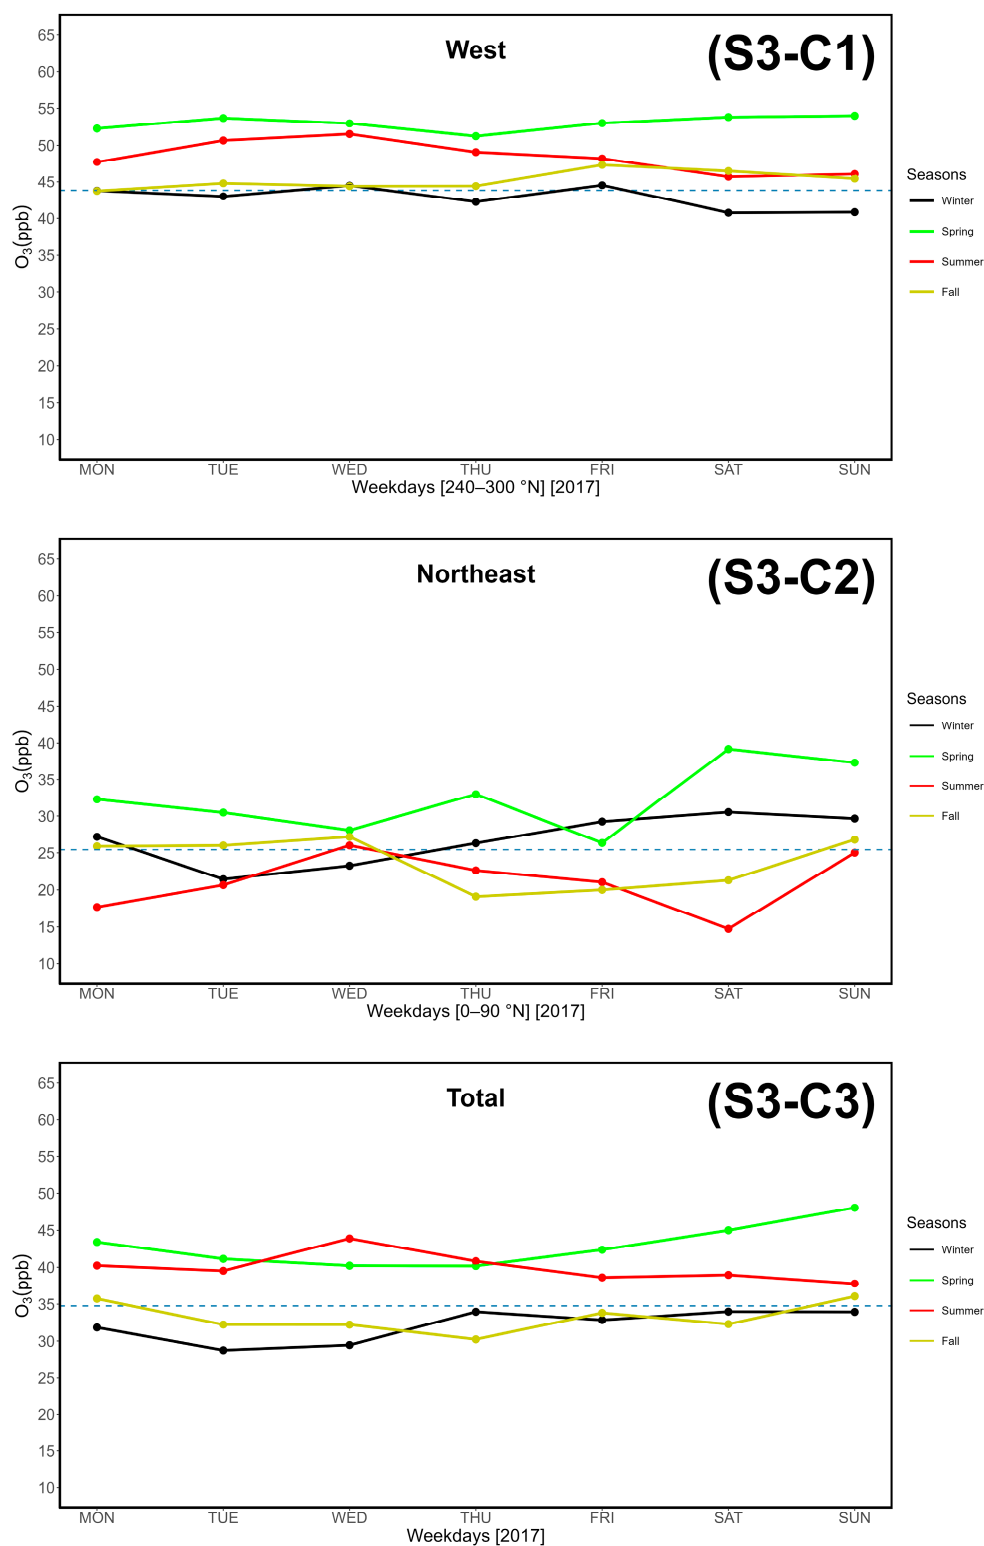 West
(S3-C1)
65
60
55
50
45
40
35
30
25
20
15
10
O₃(ppb)
MON TUE WED THU FRI SAT SUN
Weekdays [240–300 °N] [2017]
Seasons
Winter
Spring
Summer
Fall
Northeast
(S3-C2)
65
60
55
50
45
40
35
30
25
20
15
10
O₃(ppb)
MON TUE WED THU FRI SAT SUN
Weekdays [0–90 °N] [2017]
Seasons
Winter
Spring
Summer
Fall
Total
(S3-C3)
65
60
55
50
45
40
35
30
25
20
15
10
O₃(ppb)
MON TUE WED THU FRI SAT SUN
Weekdays [2017]
Seasons
Winter
Spring
Summer
Fall